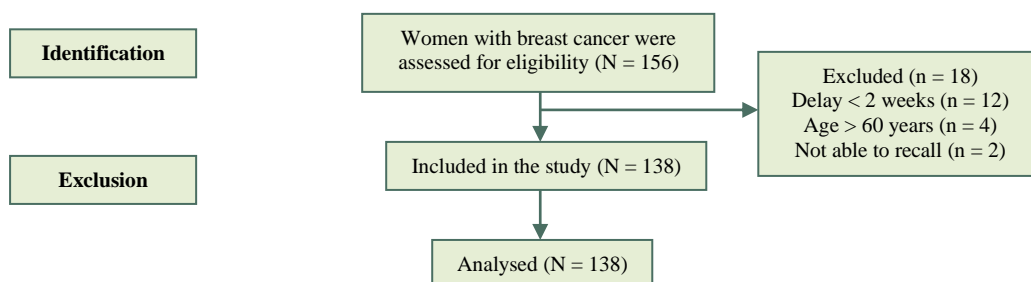 Identification
Women with breast cancer were
assessed for eligibility (N = 156)
Excluded (n = 18)
Delay < 2 weeks (n = 12)
Age > 60 years (n = 4)
Not able to recall (n = 2)
Exclusion
Included in the study (N = 138)
Analysed (N = 138)